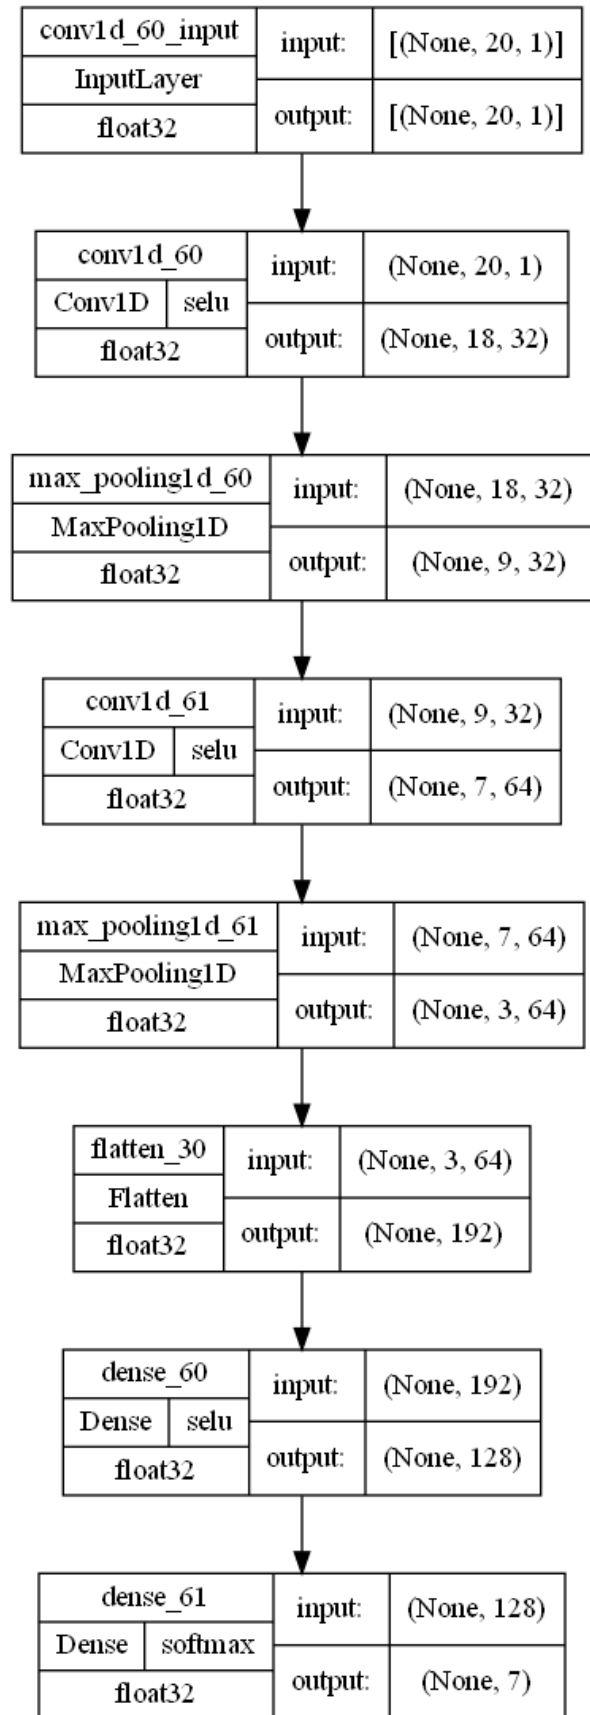 conv1d_60_input
input:
[(None, 20, 1)]
InputLayer
float32
output:
[(None, 20, 1)]
conv1d_60
input:
(None, 20, 1)
Conv1D
selu
float32
output:
(None, 18, 32)
max_pooling1d_60
input:
(None, 18, 32)
MaxPooling1D
float32
output:
(None, 9, 32)
conv1d_61
input:
(None, 9, 32)
Conv1D
selu
float32
output:
(None, 7, 64)
max_pooling1d_61
input:
(None, 7, 64)
MaxPooling1D
float32
output:
(None, 3, 64)
flatten_30
input:
(None, 3, 64)
Flatten
float32
output:
(None, 192)
dense_60
input:
(None, 192)
Dense
selu
float32
output:
(None, 128)
dense_61
input:
(None, 128)
Dense
softmax
float32
output:
(None, 7)